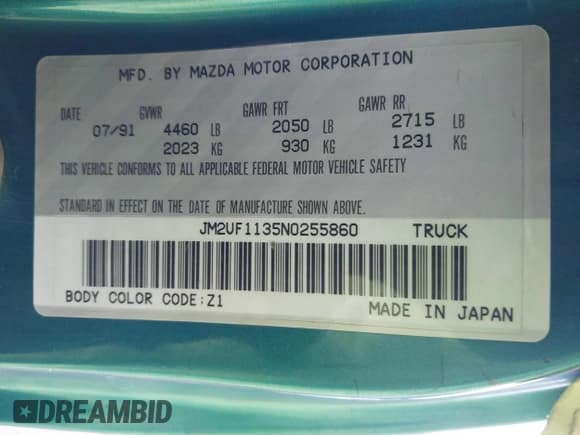 MFD. BY MAZDA MOTOR CORPORATION
DATE GVWR GAWR FRT GAWR RR
07/91 4460 LB 2050 LB 2715 LB
2023 KG 930 KG 1231 KG
THIS VEHICLE CONFORMS TO ALL APPLICABLE FEDERAL MOTOR VEHICLE SAFETY
STANDARD IN EFFECT ON THE DATE OF MANUFACTURE SHOWN ABOVE.
JM2UF1135N0255860 TRUCK
BODY COLOR CODE:Z1 MADE IN JAPAN
DREAMBID